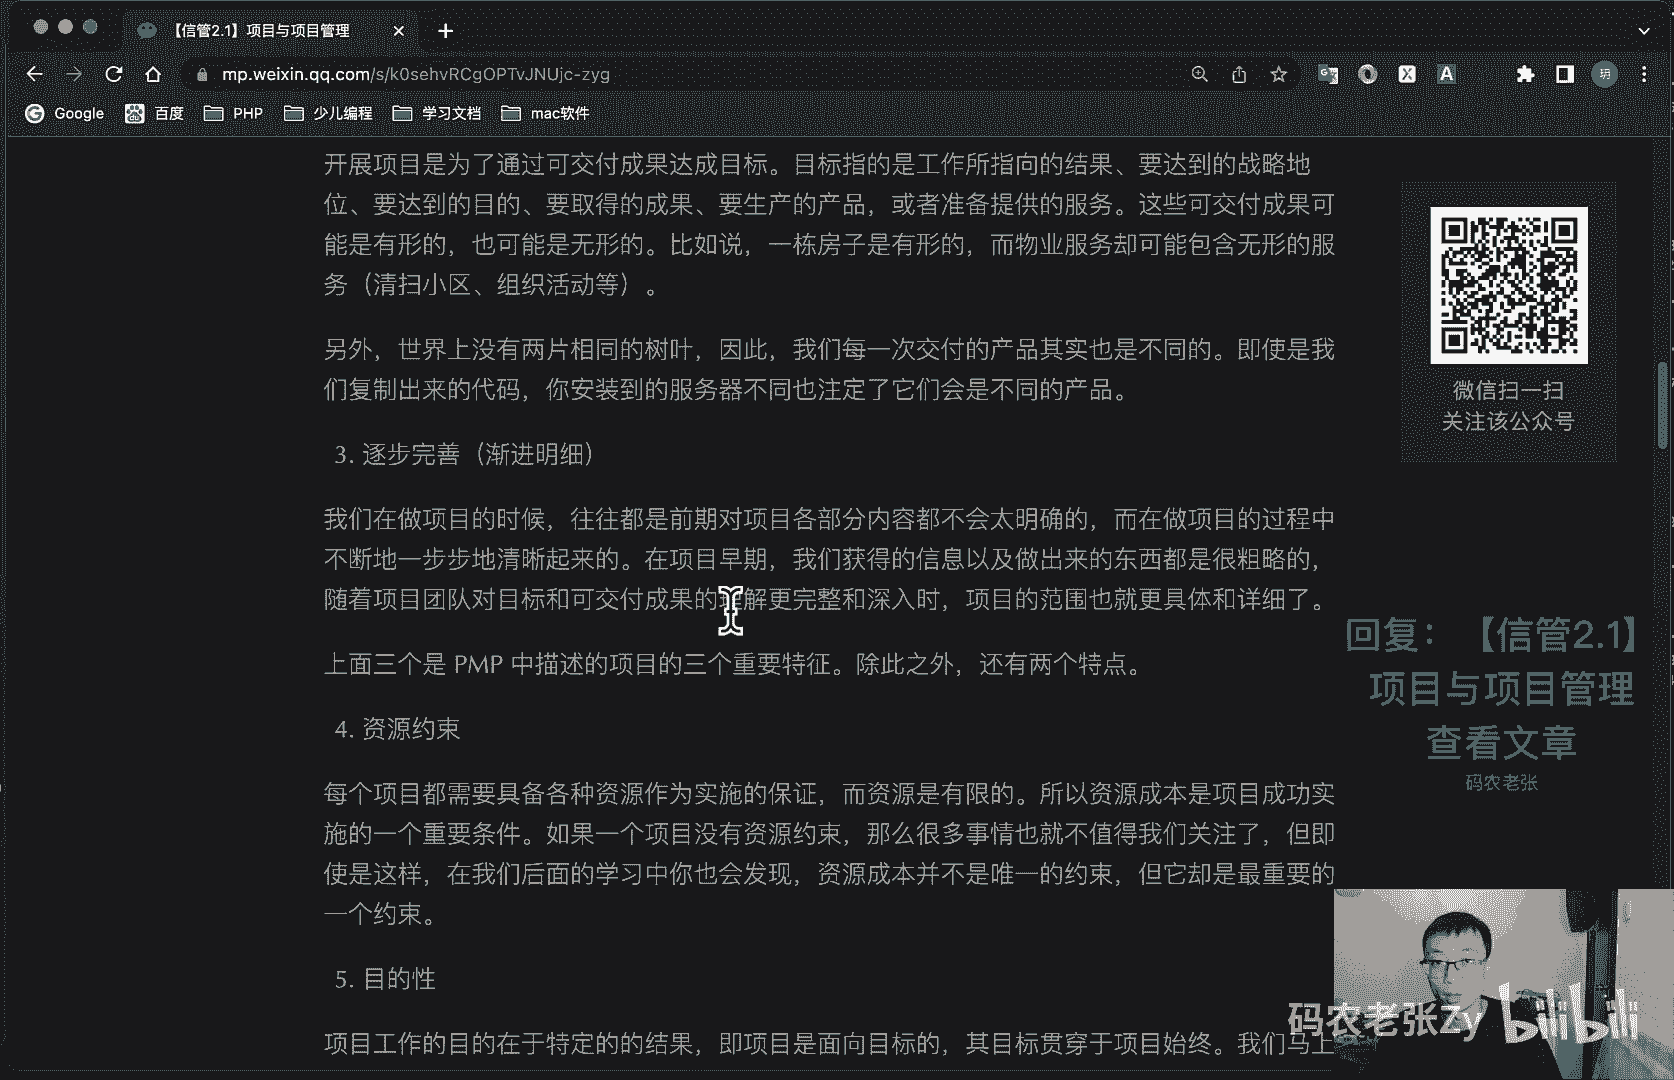 【信管2.1】项目与项目管理
mp.weixin.qq.com/s/k0sehvRCgOPTvJNUjc-zyg
玥
Google 百度 PHP 少儿编程 学习文档 mac软件
开展项目是为了通过可交付成果达成目标。目标指的是工作所指向的结果、要达到的战略地
位、要达到的目的、要取得的成果、要生产的产品，或者准备提供的服务。这些可交付成果可
能是有形的，也可能是无形的。比如说，一栋房子是有形的，而物业服务却可能包含无形的服
务（清扫小区、组织活动等）。
另外，世界上没有两片相同的树叶，因此，我们每一次交付的产品其实也是不同的。即使是我
们复制出来的代码，你安装到的服务器不同也注定了它们会是不同的产品。
3. 逐步完善（渐进明细）
我们在做项目的时候，往往都是前期对项目各部分内容都不会太明确的，而在做项目的过程中
不断地一步步地清晰起来的。在项目早期，我们获得的信息以及做出来的东西都是很粗略的，
随着项目团队对目标和可交付成果的理解更完整和深入时，项目的范围也就更具体和详细了。
上面三个是 PMP 中描述的项目的三个重要特征。除此之外，还有两个特点。
4. 资源约束
每个项目都需要具备各种资源作为实施的保证，而资源是有限的。所以资源成本是项目成功实
施的一个重要条件。如果一个项目没有资源约束，那么很多事情也就不值得我们关注了，但即
使是这样，在我们后面的学习中你也会发现，资源成本并不是唯一的约束，但它却是最重要的
一个约束。
5. 目的性
项目工作的目的在于特定的的结果，即项目是面向目标的，其目标贯穿于项目始终。我们马上
微信扫一扫
关注该公众号
回复：【信管2.1】
项目与项目管理
查看文章
码农老张
码农老张Zy bilibili